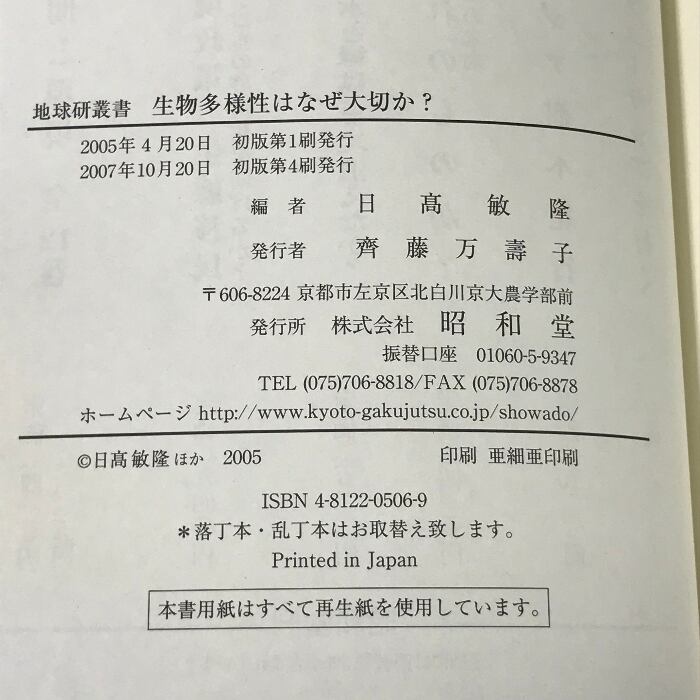 地球研叢書 生物多様性はなぜ大切か?
2005年4月20日 初版第1刷発行
2007年10月20日 初版第4刷発行
編者 日髙敏隆
発行者 齊藤万壽子
〒606-8224 京都市左京区北白川京大農学部前
発行所 株式会社 昭和堂
振替口座 01060-5-9347
TEL (075)706-8818/FAX (075)706-8878
ホームページ http://www.kyoto-gakujutsu.co.jp/showado/
©日髙敏隆ほか 2005 印刷 亜細亜印刷
ISBN 4-8122-0506-9
*落丁本・乱丁本はお取替え致します。
Printed in Japan
本書用紙はすべて再生紙を使用しています。